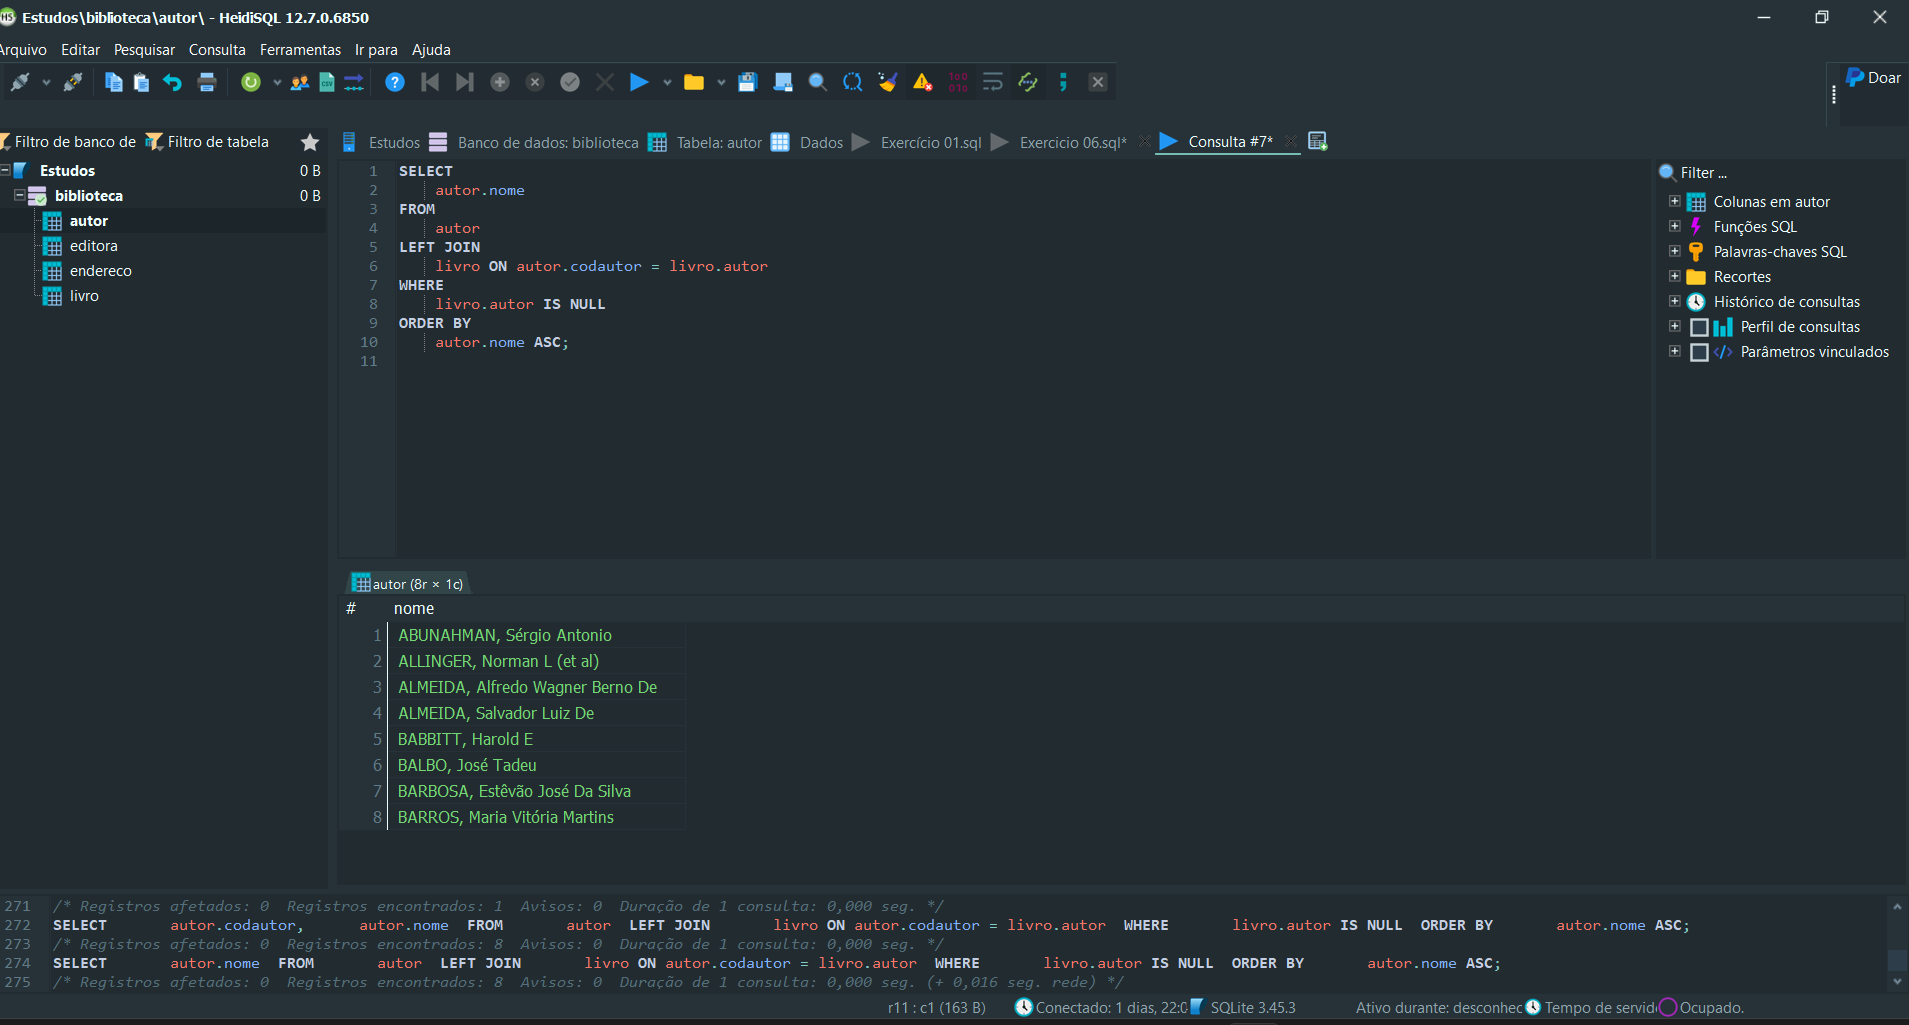 HS Estudos\biblioteca\autor\ - HeidiSQL 12.7.0.6850
Arquivo Editar Pesquisar Consulta Ferramentas Ir para Ajuda
Doar
Filtro de banco de Filtro de tabela
Estudos Banco de dados: biblioteca Tabela: autor Dados Exercício 01.sql Exercicio 06.sql* Consulta #7*
Estudos 0 B
biblioteca 0 B
autor
editora
endereco
livro
1 SELECT
2 autor.nome
3 FROM
4 autor
5 LEFT JOIN
6 livro ON autor.codautor = livro.autor
7 WHERE
8 livro.autor IS NULL
9 ORDER BY
10 autor.nome ASC;
11
Filter ...
Colunas em autor
Funções SQL
Palavras-chaves SQL
Recortes
Histórico de consultas
Perfil de consultas
Parâmetros vinculados
autor (8r × 1c)
# nome
1 ABUNAHMAN, Sérgio Antonio
2 ALLINGER, Norman L (et al)
3 ALMEIDA, Alfredo Wagner Berno De
4 ALMEIDA, Salvador Luiz De
5 BABBITT, Harold E
6 BALBO, José Tadeu
7 BARBOSA, Estêvão José Da Silva
8 BARROS, Maria Vitória Martins
271 /* Registros afetados: 0 Registros encontrados: 1 Avisos: 0 Duração de 1 consulta: 0,000 seg. */
272 SELECT autor.codautor, autor.nome FROM autor LEFT JOIN livro ON autor.codautor = livro.autor WHERE livro.autor IS NULL ORDER BY autor.nome ASC;
273 /* Registros afetados: 0 Registros encontrados: 8 Avisos: 0 Duração de 1 consulta: 0,000 seg. */
274 SELECT autor.nome FROM autor LEFT JOIN livro ON autor.codautor = livro.autor WHERE livro.autor IS NULL ORDER BY autor.nome ASC;
275 /* Registros afetados: 0 Registros encontrados: 8 Avisos: 0 Duração de 1 consulta: 0,000 seg. (+ 0,016 seg. rede) */
r11 : c1 (163 B) Conectado: 1 dias, 22:0 SQLite 3.45.3 Ativo durante: desconhec Tempo de servid Ocupado.